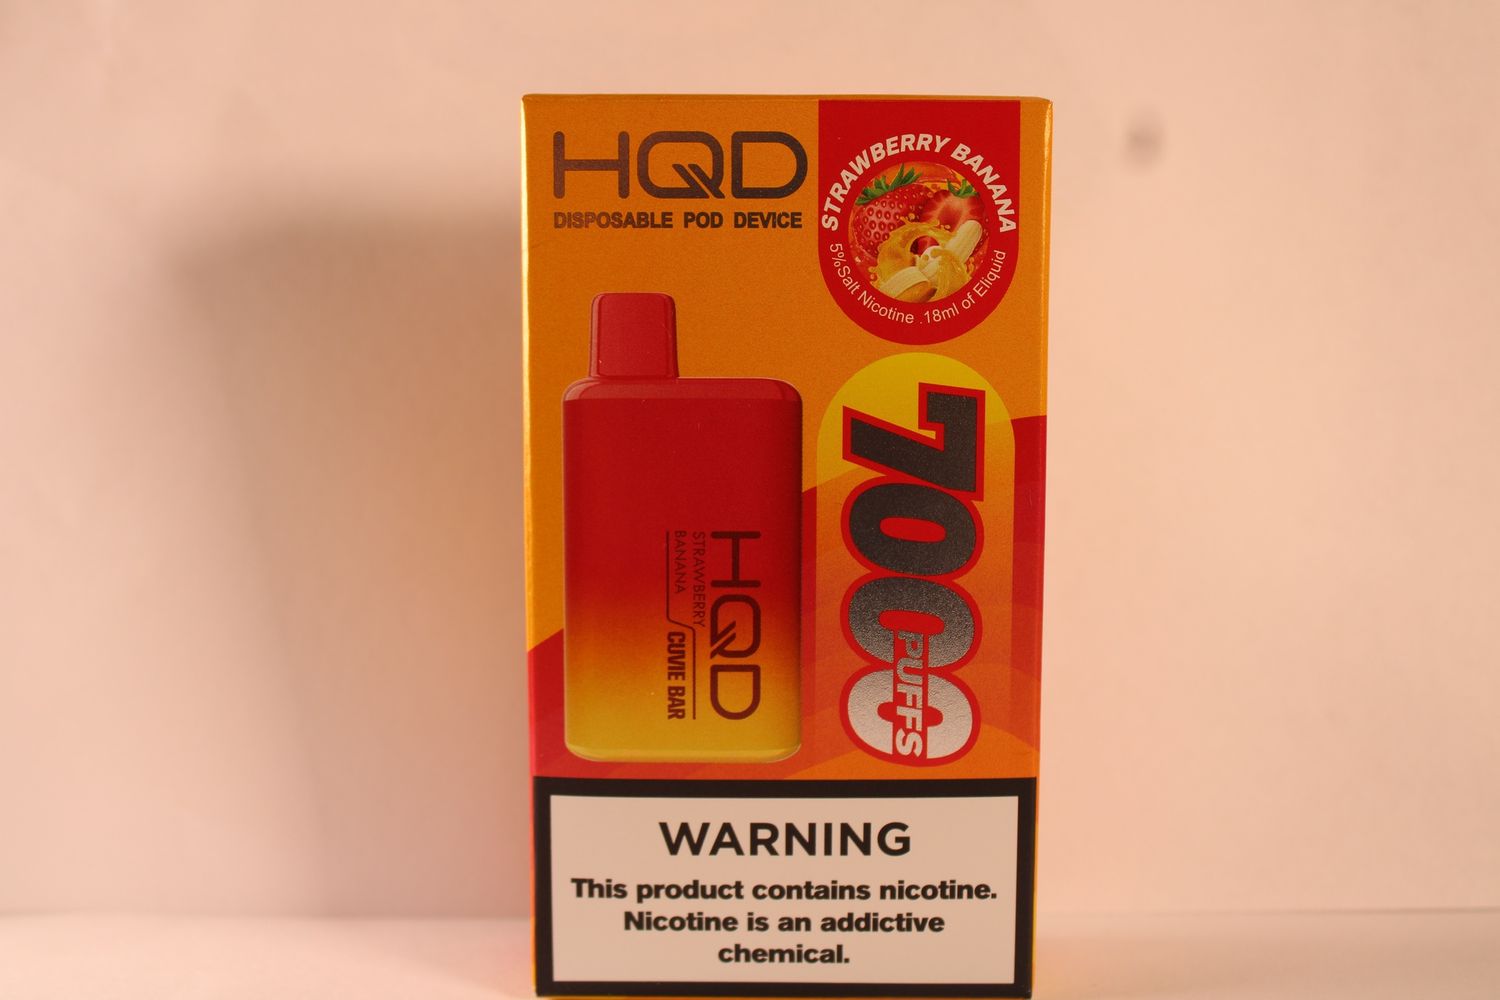 HQD
DISPOSABLE POD DEVICE
STRAWBERRY BANANA
5%Salt Nicotine .18ml of Eliquid
HQD
STRAWBERRY
BANANA
CUVIE BAR
7000
PUFFS
WARNING
This product contains nicotine.
Nicotine is an addictive
chemical.